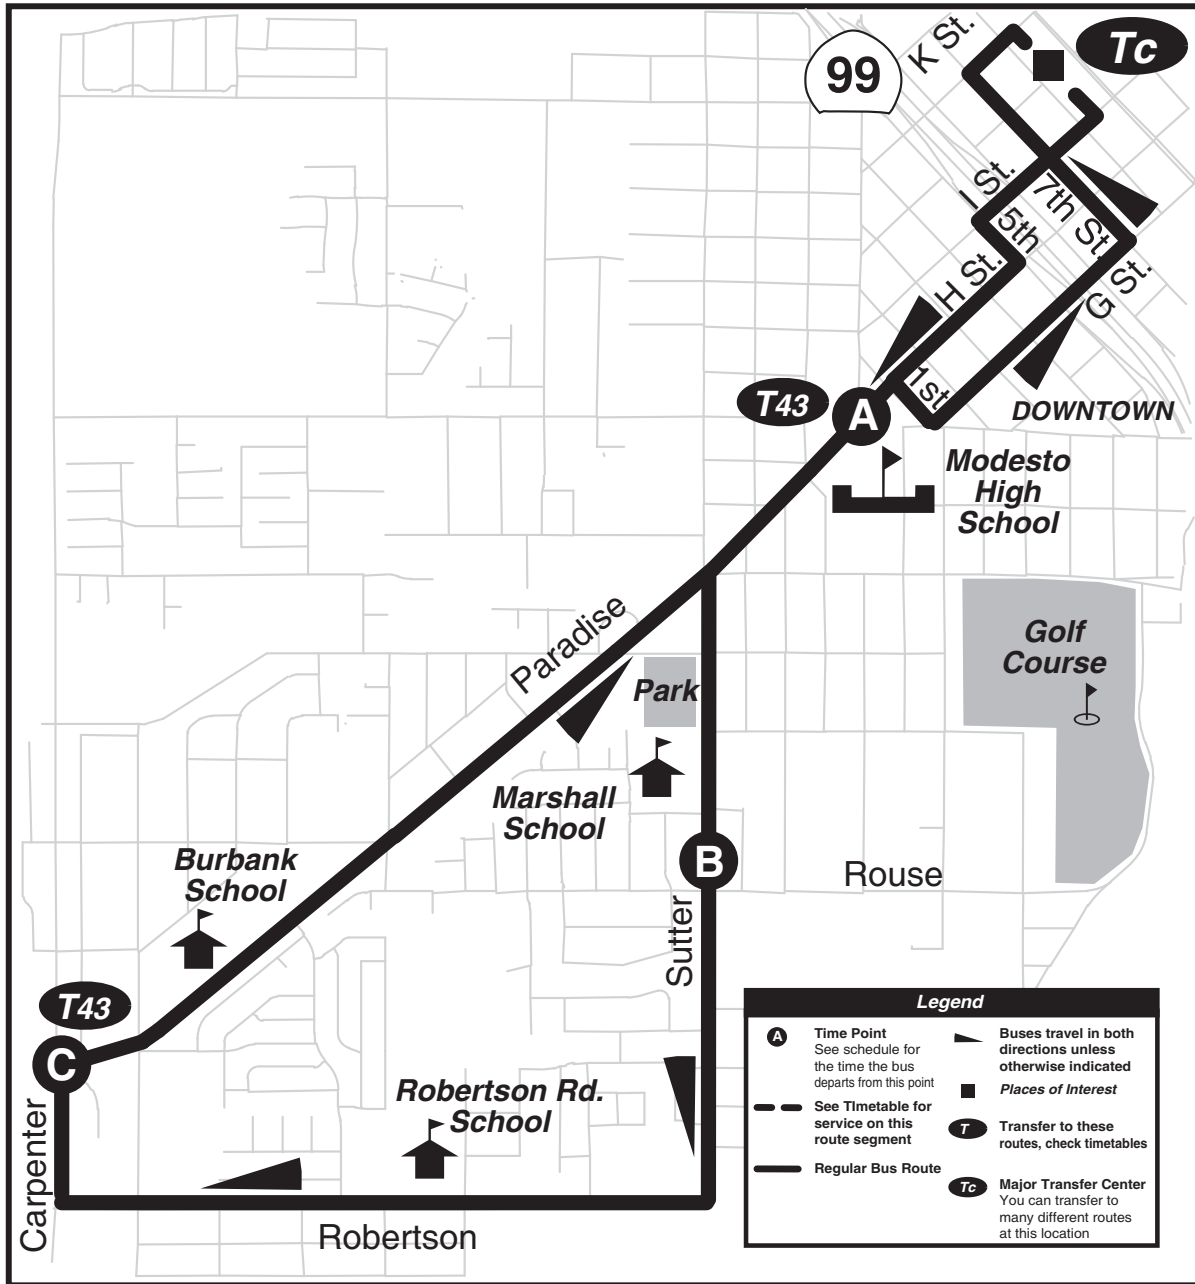 K St.
Tc
99
I St.
5th
7th St.
H St.
G St.
1st
T43
A
DOWNTOWN
Modesto
High
School
Paradise
Golf
Course
Park
Marshall
School
B
Rouse
Burbank
School
Sutter
T43
C
Robertson Rd.
School
Carpenter
Robertson
Legend
A
Time Point
See schedule for
the time the bus
departs from this point
See TImetable for
service on this
route segment
Regular Bus Route
Buses travel in both
directions unless
otherwise indicated
Places of Interest
T
Transfer to these
routes, check timetables
Tc
Major Transfer Center
You can transfer to
many different routes
at this location